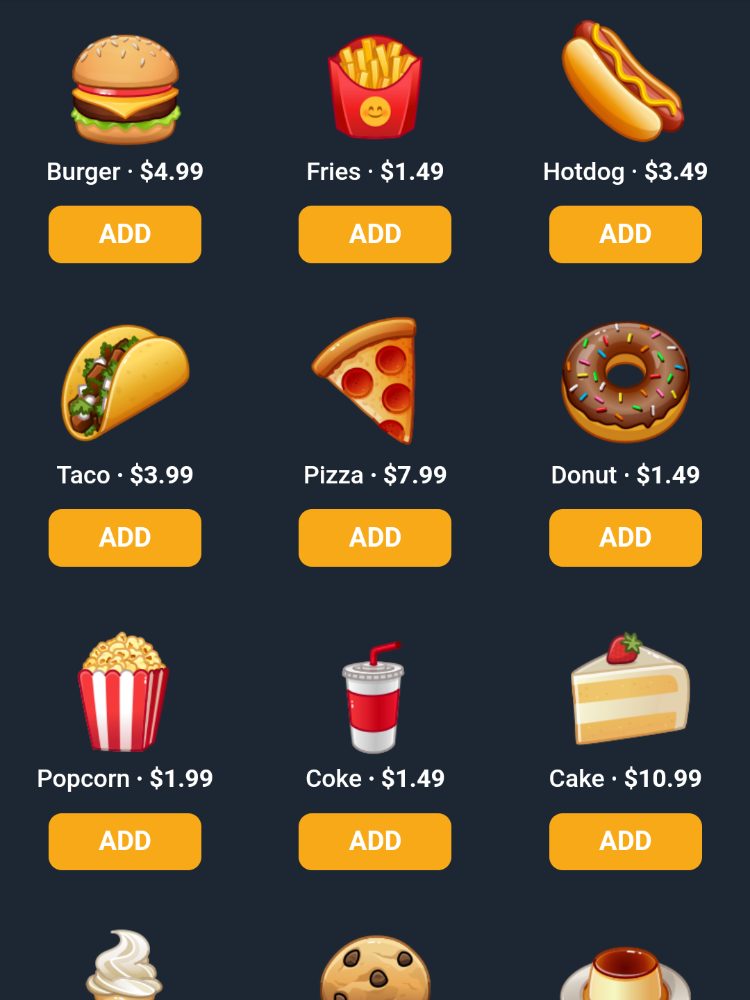 Burger · $4.99
Fries · $1.49
Hotdog · $3.49
ADD
ADD
ADD
Taco · $3.99
Pizza · $7.99
Donut · $1.49
ADD
ADD
ADD
Popcorn · $1.99
Coke · $1.49
Cake · $10.99
ADD
ADD
ADD